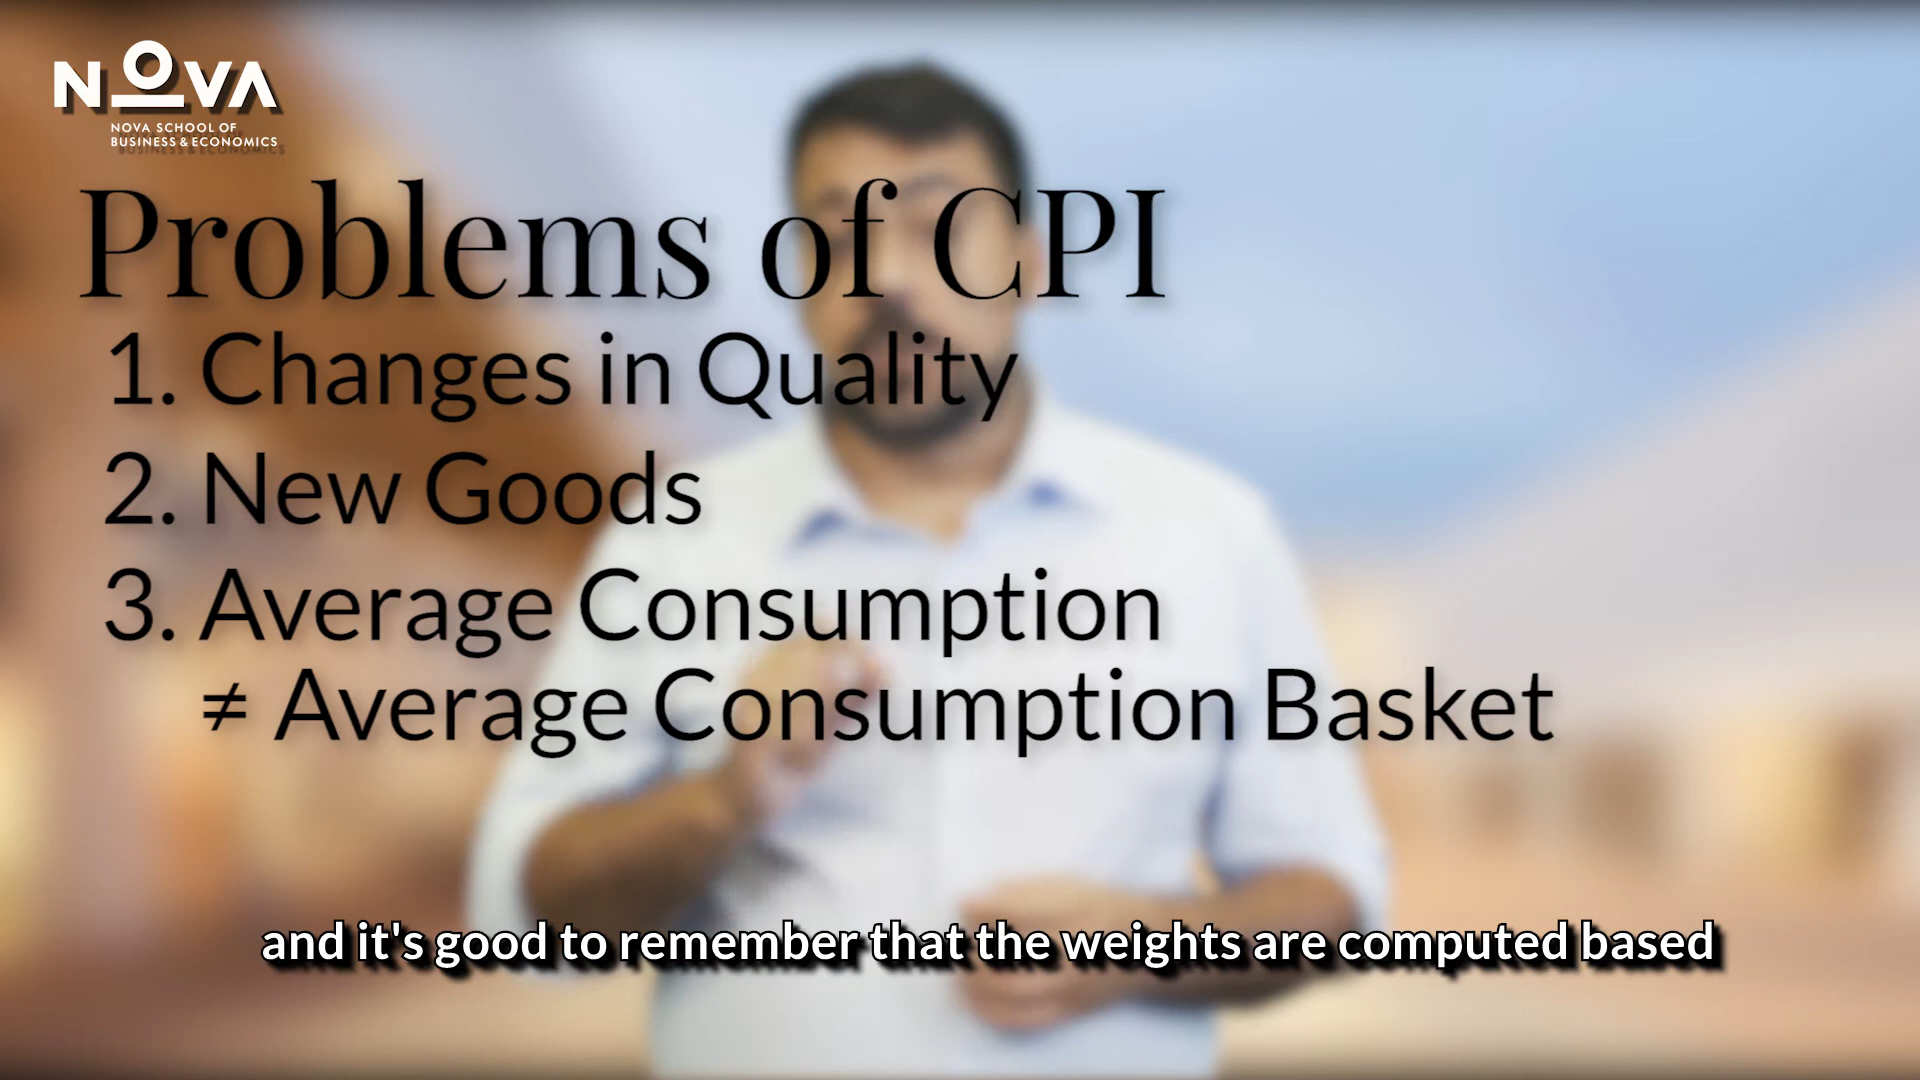 NOVA
NOVA SCHOOL OF
BUSINESS & ECONOMICS
Problems of CPI
1. Changes in Quality
2. New Goods
3. Average Consumption
≠ Average Consumption Basket
and it's good to remember that the weights are computed based